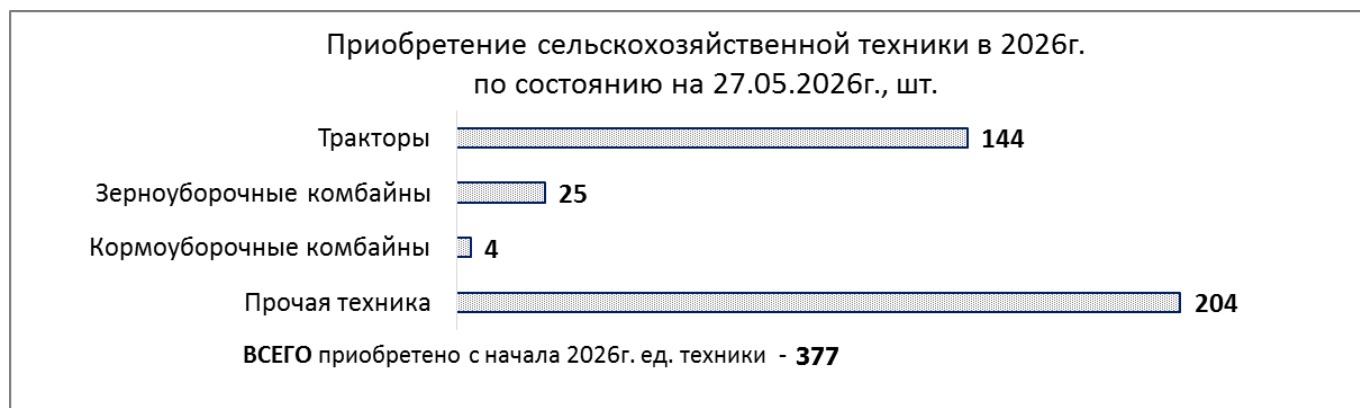 Приобретение сельскохозяйственной техники в 2026г.
по состоянию на 27.05.2026г., шт.
Тракторы 144
Зерноуборочные комбайны 25
Кормоуборочные комбайны 4
Прочая техника 204
ВСЕГО приобретено с начала 2026г. ед. техники - 377